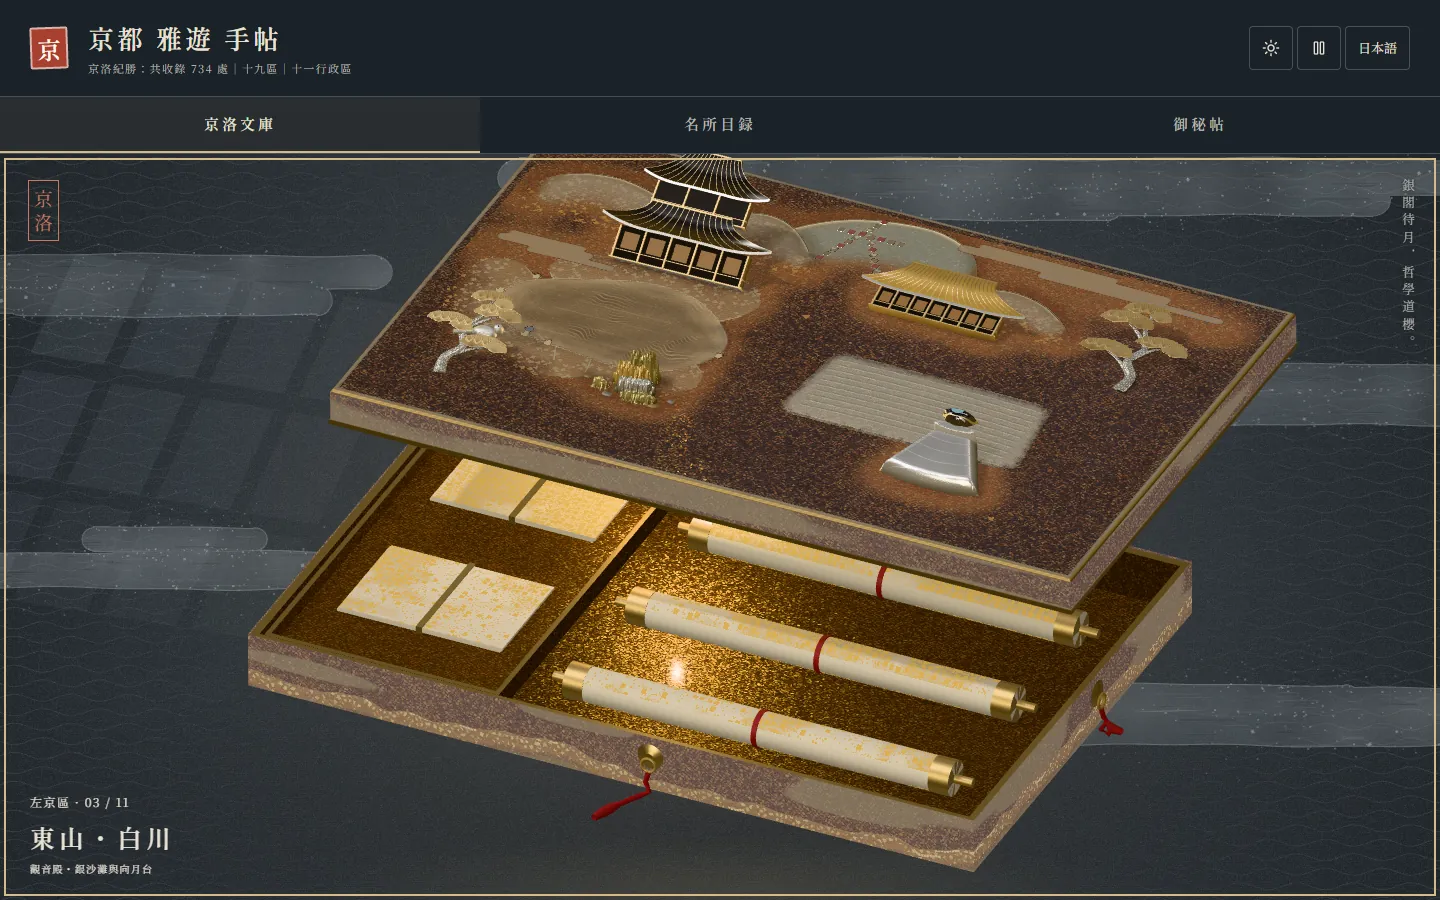 京
京都 雅遊 手帖
京洛紀勝：共收錄 734 處｜十九區｜十一行政區
日本語
京洛文庫
名所目録
御秘帖
京洛
銀閣待月，哲學道櫻。
左京區 · 03 / 11
東山・白川
觀音殿・銀沙灘與向月台